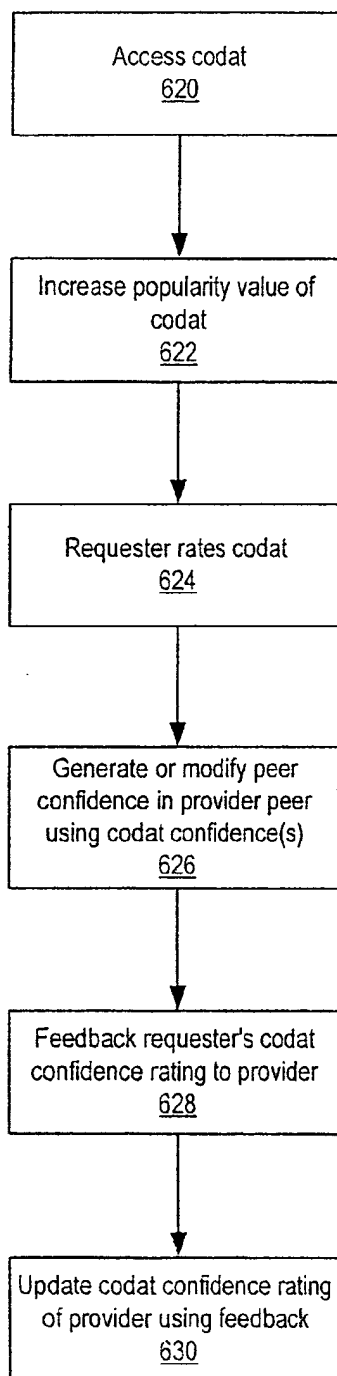 Access codat
620
Increase popularity value of
codat
622
Requester rates codat
624
Generate or modify peer
confidence in provider peer
using codat confidence(s)
626
Feedback requester's codat
confidence rating to provider
628
Update codat confidence rating
of provider using feedback
630